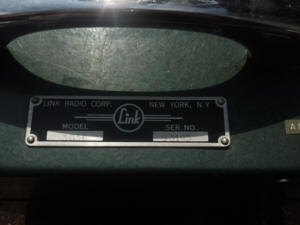 LINK RADIO CORP. NEW YORK, N.Y
Link
MODEL SER. NO.